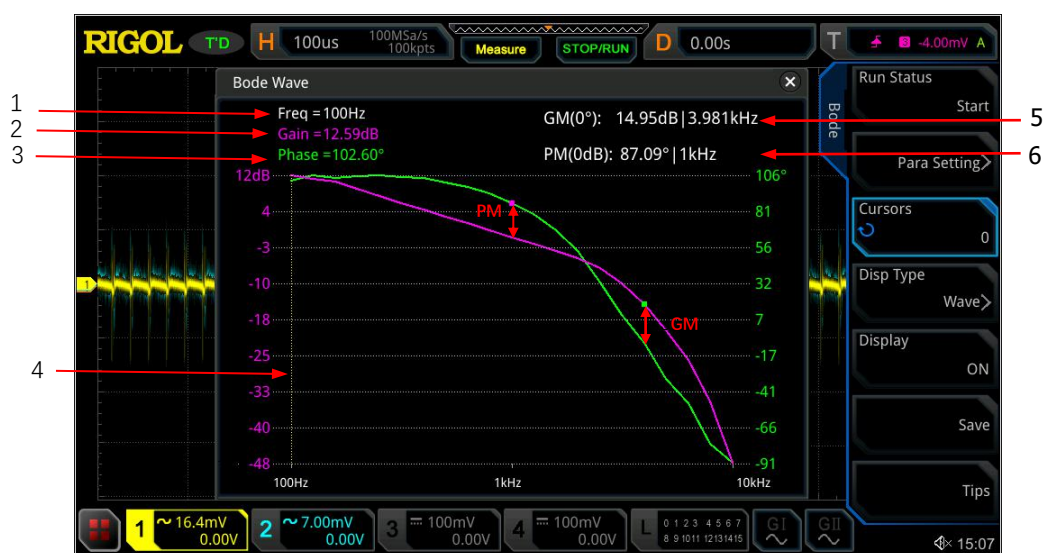 RIGOL T'D H 100us 100MSa/s 100kpts Measure STOP/RUN D 0.00s T 3 -4.00mV A
Bode Wave
1 Freq =100Hz
2 Gain =12.59dB
3 Phase =102.60°
GM(0°): 14.95dB|3.981kHz 5
PM(0dB): 87.09°|1kHz 6
12dB 106°
4 81
-3 56
-10 32
-18 7
-25 -17
-33 -41
-40 -66
-48 -91
PM
GM
4
1
100Hz 1kHz 10kHz
Bode
Run Status
Start
Para Setting>
Cursors
0
Disp Type
Wave>
Display
ON
Save
Tips
1 16.4mV
0.00V
2 7.00mV
0.00V
3 100mV
0.00V
4 100mV
0.00V
L 0 1 2 3 4 5 6 7
8 9 10 11 12 13 14 15
GI
GII
15:07